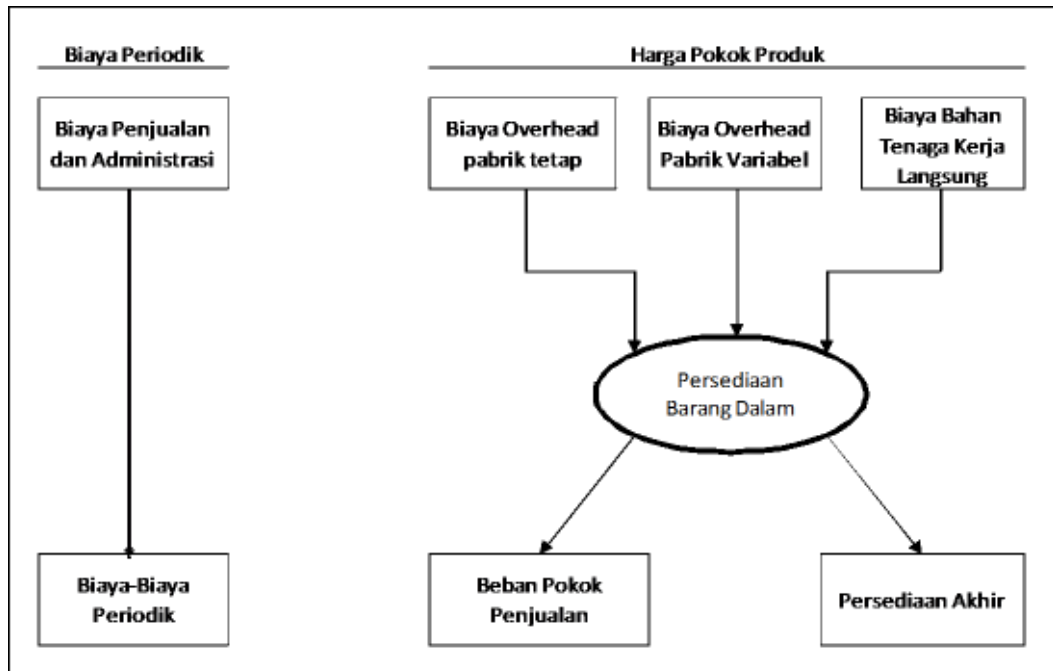 Biaya Periodik
Harga Pokok Produk
Biaya Penjualan
dan Administrasi
Biaya Overhead
pabrik tetap
Biaya Overhead
Pabrik Variabel
Biaya Bahan
Tenaga Kerja
Langsung
Persediaan
Barang Dalam
Biaya-Biaya
Periodik
Beban Pokok
Penjualan
Persediaan Akhir